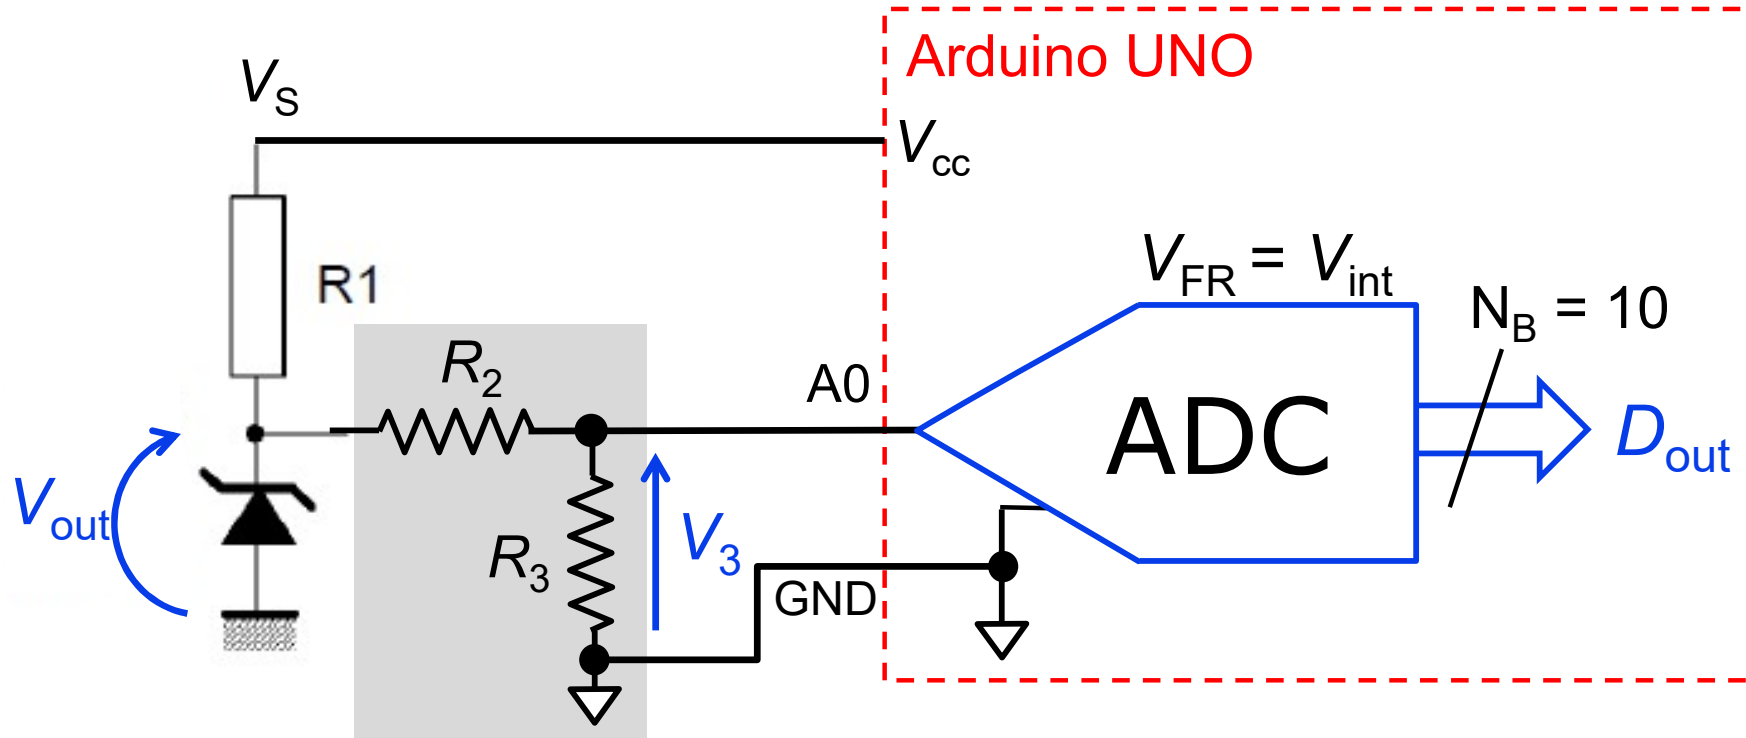 Arduino UNO
VS
Vcc
R1
VFR = Vint
NB = 10
R2
A0
ADC
Dout
Vout
R3
V3
GND